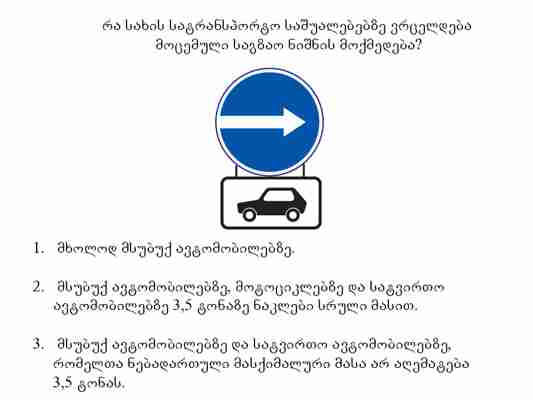 რა სახის სატრანსპორტო საშუალებებზე ვრცელდება
მოცემული საგზაო ნიშნის მოქმედება?
1. მხოლოდ მსუბუქ ავტომობილებზე.
2. მსუბუქ ავტომობილებზე, მოტოციკლებზე და სატვირთო
ავტომობილებზე 3,5 ტონაზე ნაკლები სრული მასით.
3. მსუბუქ ავტომობილებზე და სატვირთო ავტომობილებზე,
რომელთა ნებადართული მასქიმალური მასა არ აღემატება
3,5 ტონას.